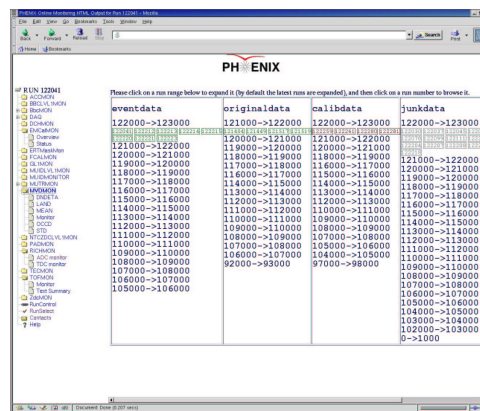 PHENIX Online Monitoring HTML Output for Run 122041 - Mozilla
File Edit View Go Bookmarks Tools Window Help
Back Forward Reload Stop
Search Print
Home Bookmarks
PH ENIX
RUN 122041
ACCMON
BBCLVL1MON
BbcMON
DAQ
DCHMON
EMCalMON
Overview
Status
ERTMaskMon
FCALMON
GL1MON
MUIDLVL1MON
MUIDMONITOR
MUTRMON
MVDMON
ONDETA
LAND
MEAN
Monitor
OCCD
STD
NTCZDCLVL1MON
PADMON
RICHMON
ADC monitor
TDC monitor
TECMON
TOFMON
Monitor
Text Summary
ZdcMON
RunControl
RunSelect
Contacts
Help
Please click on a run range below to expand it (by default the latest runs are expanded), and then click on a run number to browse it.
eventdata
122000->123000
121000->122000
120000->121000
119000->120000
118000->119000
117000->118000
116000->117000
115000->116000
114000->115000
113000->114000
112000->113000
111000->112000
110000->111000
109000->110000
108000->109000
107000->108000
106000->107000
105000->106000
originaldata
121000->122000
120000->121000
119000->120000
118000->119000
116000->117000
115000->116000
114000->115000
113000->114000
112000->113000
111000->112000
110000->111000
109000->110000
108000->109000
107000->108000
106000->107000
92000->93000
calibdata
122000->123000
121000->122000
120000->121000
118000->119000
117000->118000
116000->117000
115000->116000
114000->115000
113000->114000
112000->113000
111000->112000
109000->110000
108000->109000
107000->108000
105000->106000
104000->105000
97000->98000
junkdata
122000->123000
121000->122000
120000->121000
119000->120000
118000->119000
117000->118000
116000->117000
115000->116000
114000->115000
113000->114000
112000->113000
111000->112000
110000->111000
109000->110000
108000->109000
107000->108000
106000->107000
105000->106000
104000->105000
103000->104000
102000->103000
0->1000
Document: Done (0.207 secs)